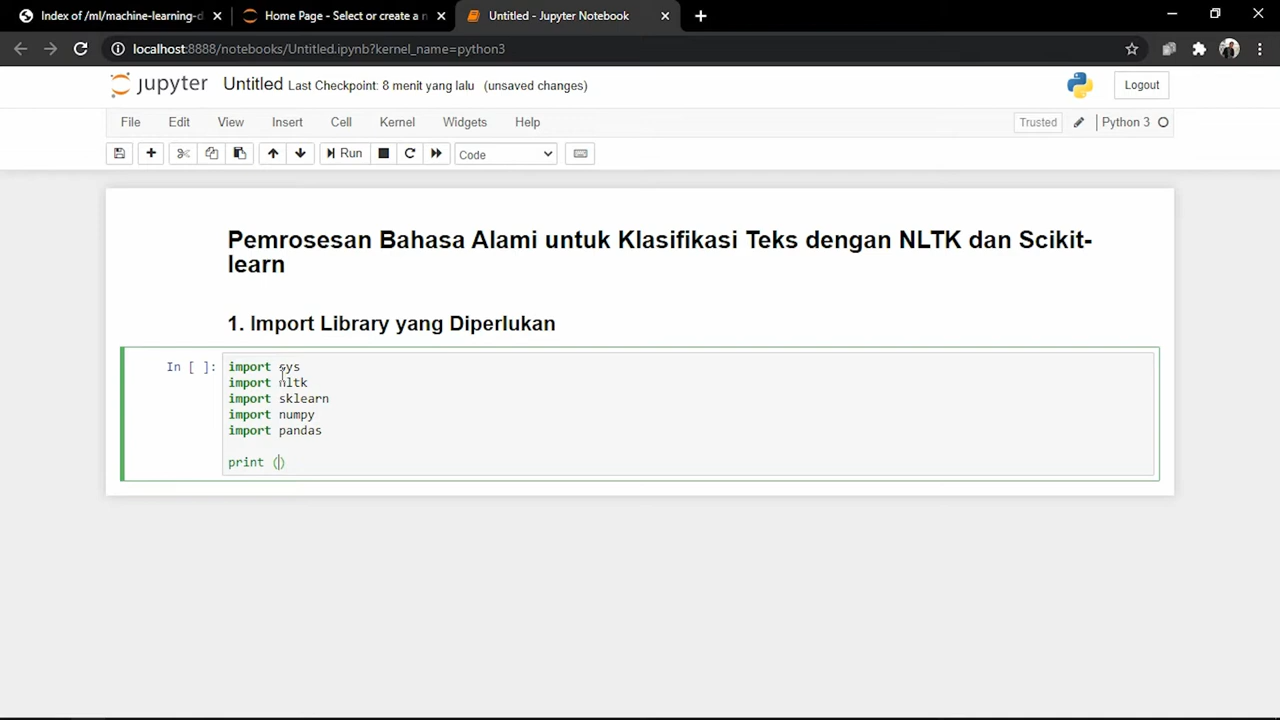 Index of /ml/machine-learning-d
Home Page - Select or create a n
Untitled - Jupyter Notebook
localhost:8888/notebooks/Untitled.ipynb?kernel_name=python3
jupyter Untitled Last Checkpoint: 8 menit yang lalu (unsaved changes)
Logout
File Edit View Insert Cell Kernel Widgets Help
Trusted Python 3
Run Code
Pemrosesan Bahasa Alami untuk Klasifikasi Teks dengan NLTK dan Scikit-
learn
1. Import Library yang Diperlukan
In [ ]: import sys
import nltk
import sklearn
import numpy
import pandas
print ()